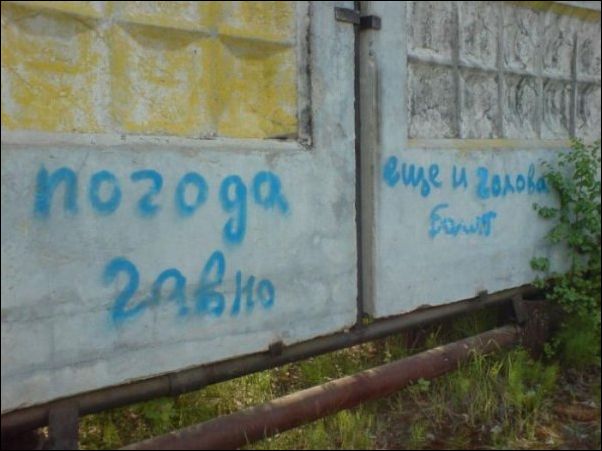 погода
гавно
еще и голова
болит